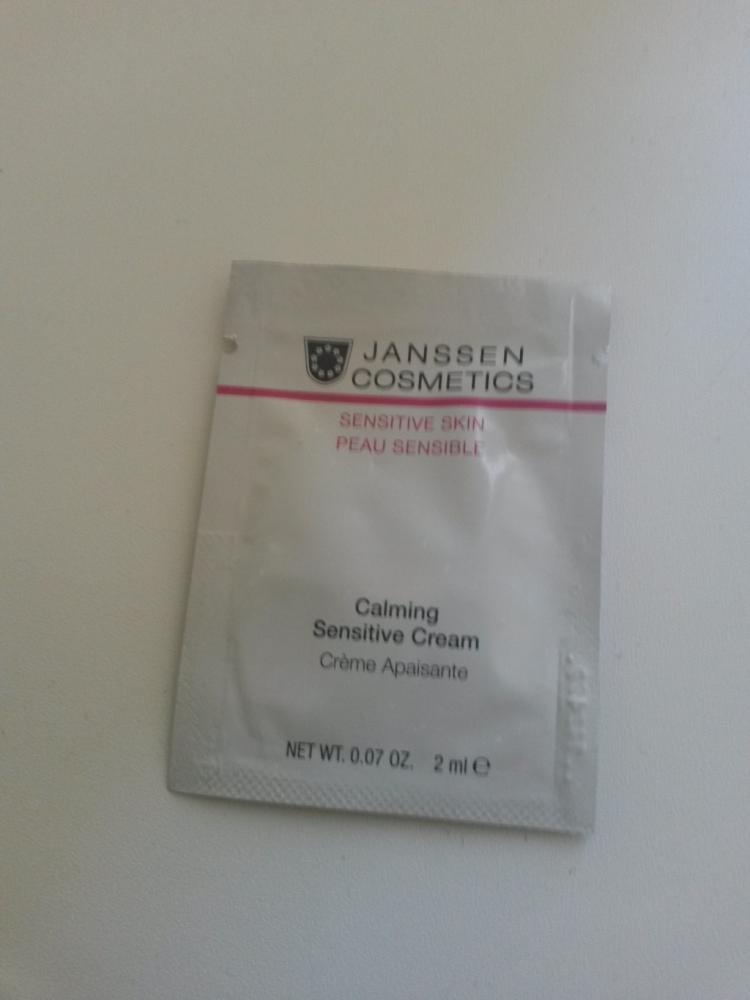 JANSSEN
COSMETICS
SENSITIVE SKIN
PEAU SENSIBLE
Calming
Sensitive Cream
Crème Apaisante
NET WT. 0.07 OZ. 2 ml ℮